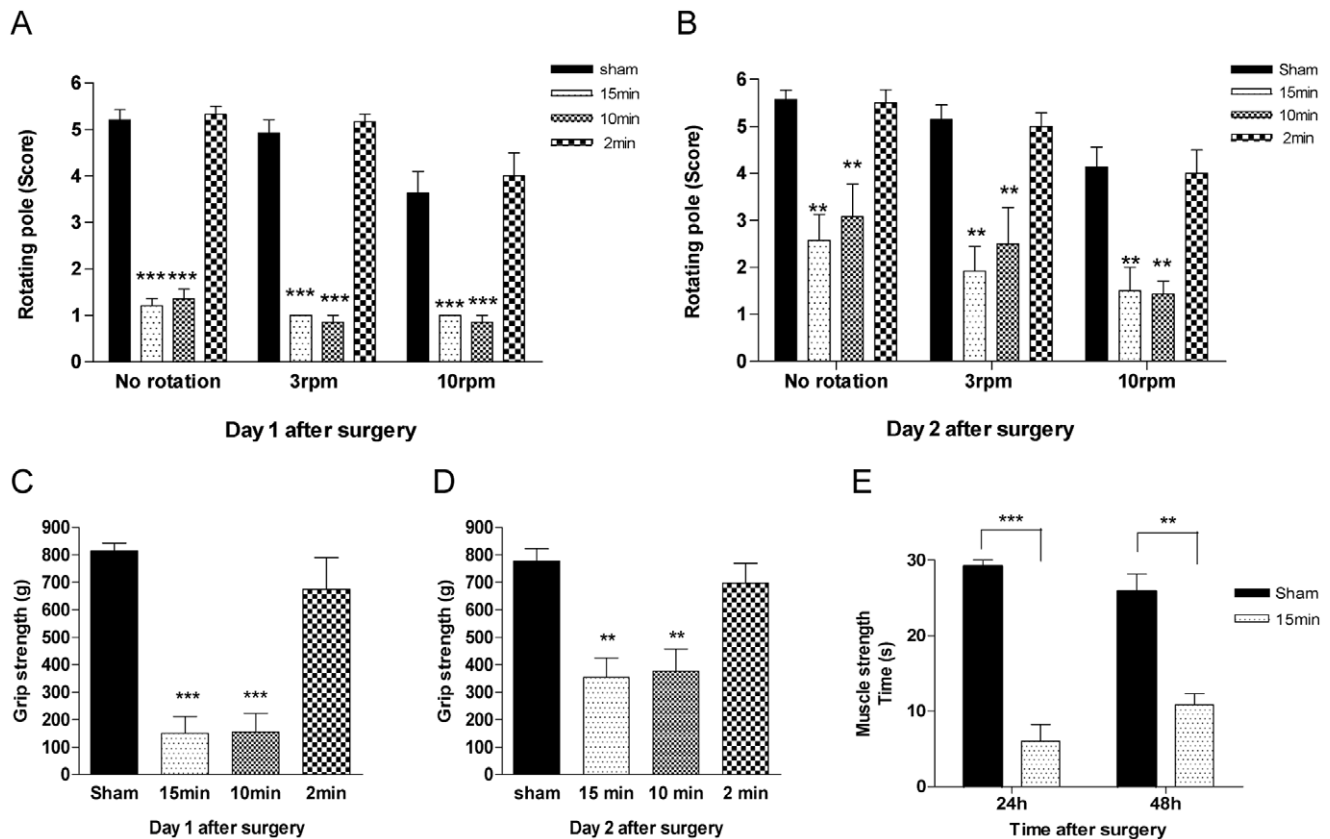 A
sham
15min
10min
2min
Rotating pole (Score)
6
5
4
3
2
1
0
***
***
***
***
***
***
No rotation
3rpm
10rpm
Day 1 after surgery
B
Sham
15min
10min
2min
Rotating pole (Score)
6
5
4
3
2
1
0
**
**
**
**
**
**
No rotation
3rpm
10rpm
Day 2 after surgery
C
Grip strength (g)
900
800
700
600
500
400
300
200
100
0
***
***
Sham
15min
10min
2min
Day 1 after surgery
D
Grip strength (g)
900
800
700
600
500
400
300
200
100
0
**
**
sham
15 min
10 min
2 min
Day 2 after surgery
E
Muscle strength
Time (s)
30
20
10
0
***
**
Sham
15min
24h
48h
Time after surgery